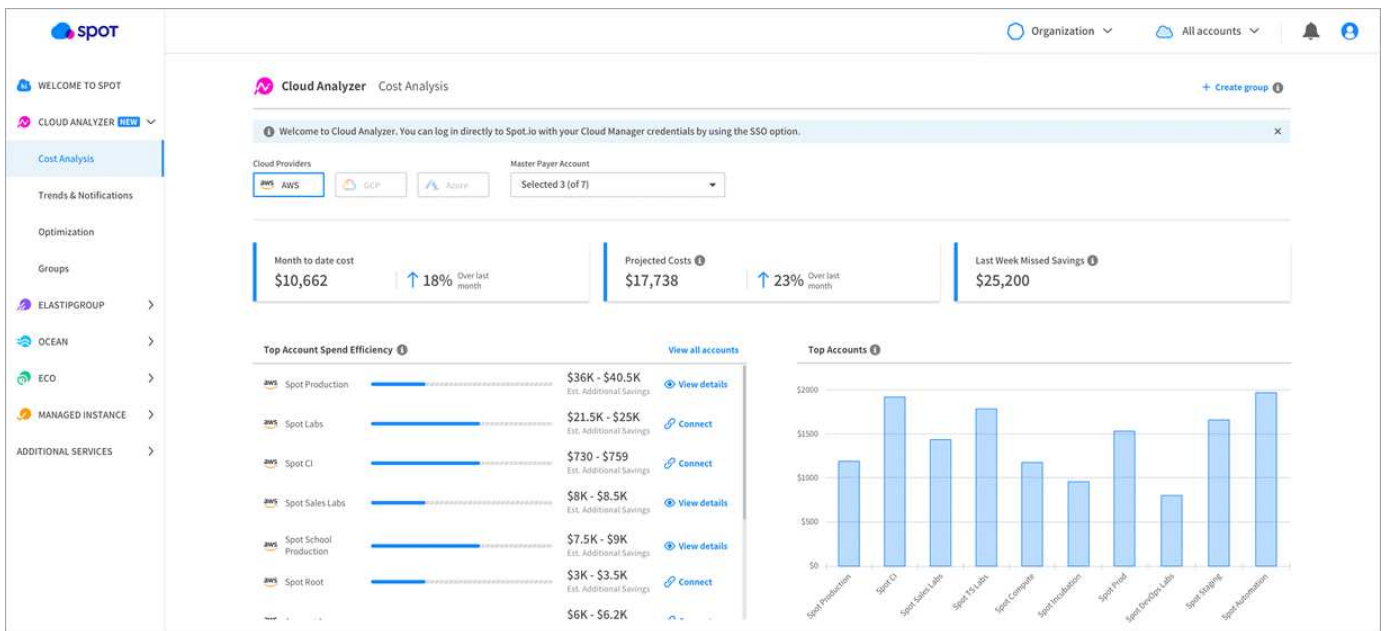 spot
Organization
All accounts
hi WELCOME TO SPOT
CLOUD ANALYZER NEW
Cost Analysis
Trends & Notifications
Optimization
Groups
ELASTIPGROUP
OCEAN
ECO
MANAGED INSTANCE
ADDITIONAL SERVICES
Cloud Analyzer Cost Analysis
+ Create group
Welcome to Cloud Analyzer. You can log in directly to Spot.io with your Cloud Manager credentials by using the SSO option.
Cloud Providers
aws AWS
GCP
Azure
Master Payer Account
Selected 3 (of 7)
Month to date cost
$10,662
18% Over last
month
Projected Costs
$17,738
23% Over last
month
Last Week Missed Savings
$25,200
Top Account Spend Efficiency
View all accounts
aws Spot Production
$36K - $40.5K
Est. Additional Savings
View details
aws Spot Labs
$21.5K - $25K
Est. Additional Savings
Connect
aws Spot CI
$730 - $759
Est. Additional Savings
Connect
aws Spot Sales Labs
$8K - $8.5K
Est. Additional Savings
View details
aws Spot School
Production
$7.5K - $9K
Est. Additional Savings
View details
aws Spot Root
$3K - $3.5K
Est. Additional Savings
Connect
$6K - $6.2K
Top Accounts
$2000
$1500
$1000
$500
$0
Spot Production
Spot CI
Spot Sales Labs
Spot TS Labs
Spot Compute
Spot Incubation
Spot Prod
Spot DevOps Labs
Spot Staging
Spot Automation